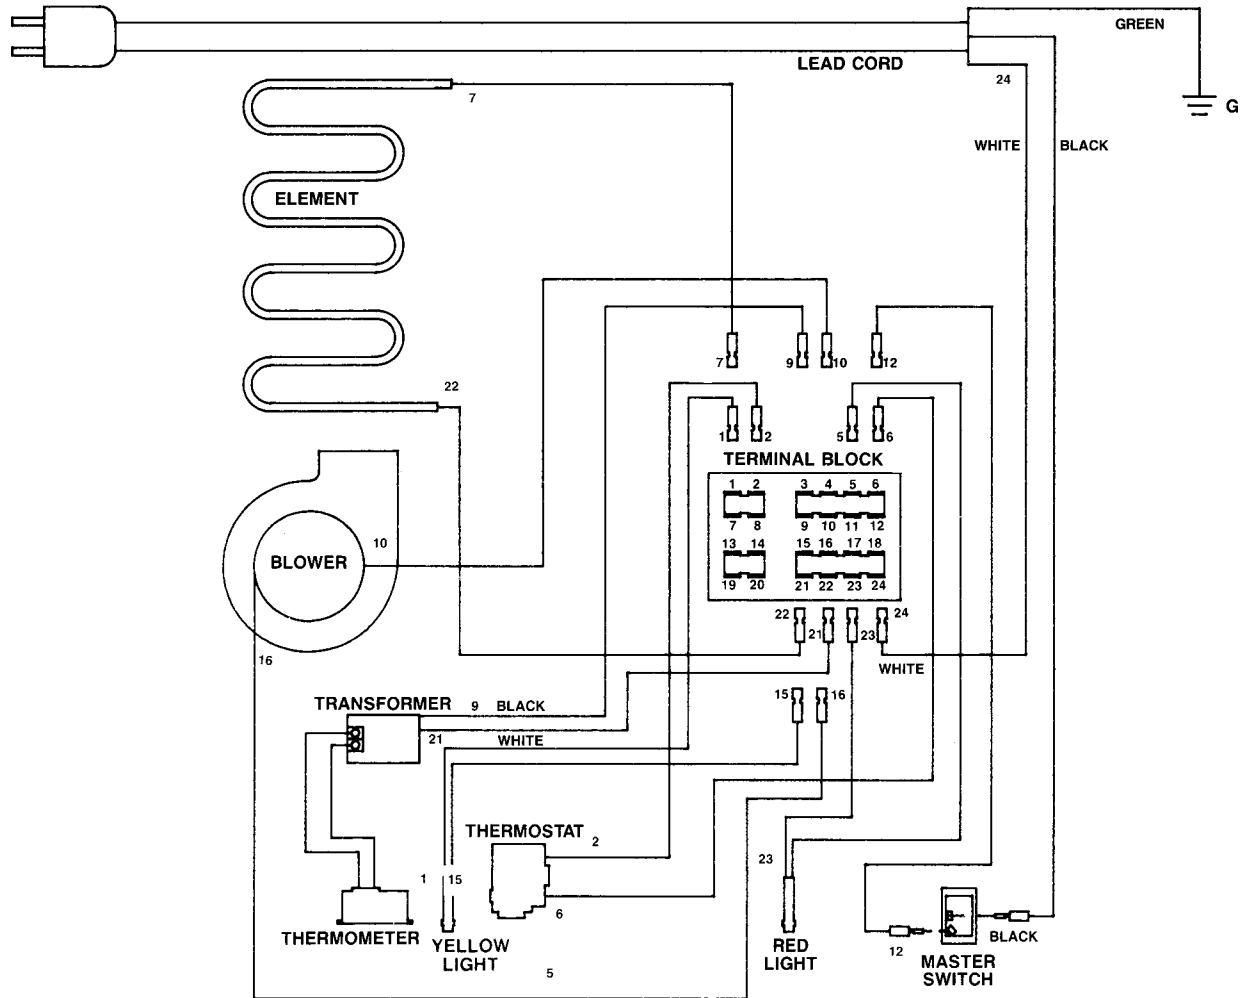 GREEN
LEAD CORD
24
G
7
WHITE
BLACK
ELEMENT
7
9
10
12
22
1
2
5
6
TERMINAL BLOCK
1 2 3 4 5 6
7 8 9 10 11 12
13 14 15 16 17 18
19 20 21 22 23 24
10
BLOWER
22
21
23
24
WHITE
16
15
16
TRANSFORMER
9 BLACK
21
WHITE
THERMOSTAT
2
23
1
15
6
THERMOMETER
YELLOW
LIGHT
RED
LIGHT
12
BLACK
MASTER
SWITCH
5